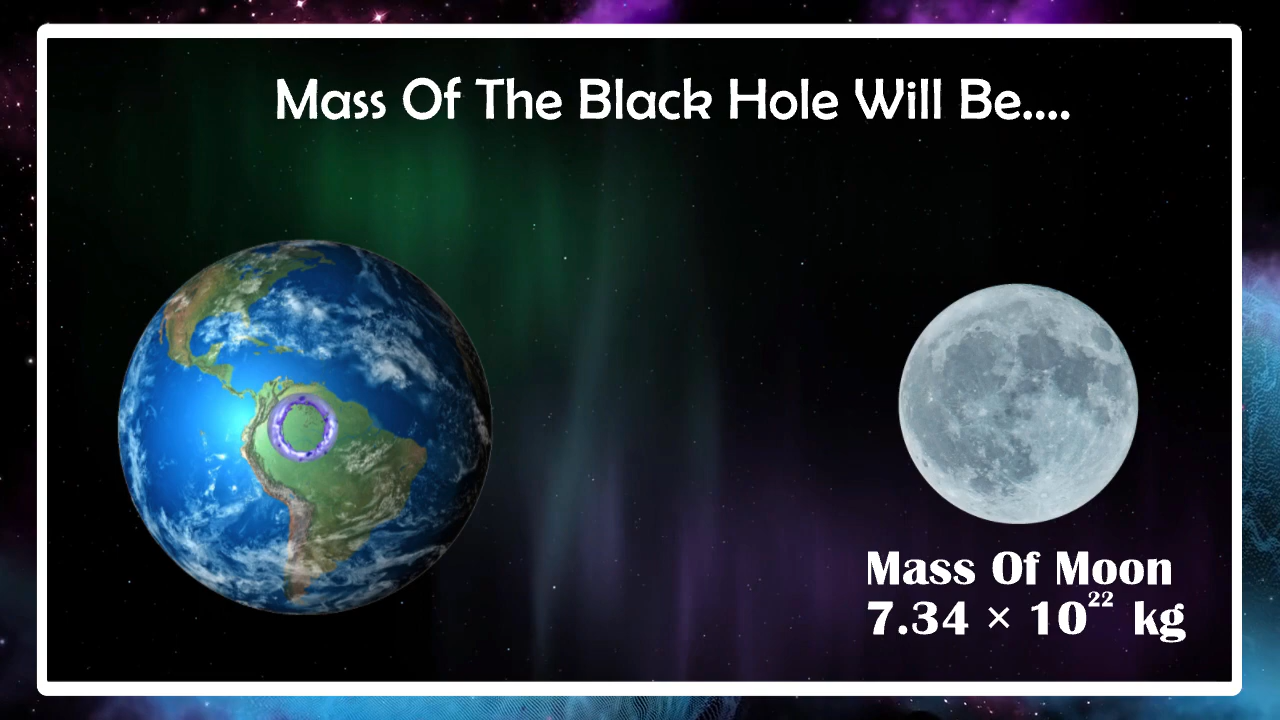 Mass Of The Black Hole Will Be....
Mass Of Moon
7.34 × 10²² kg